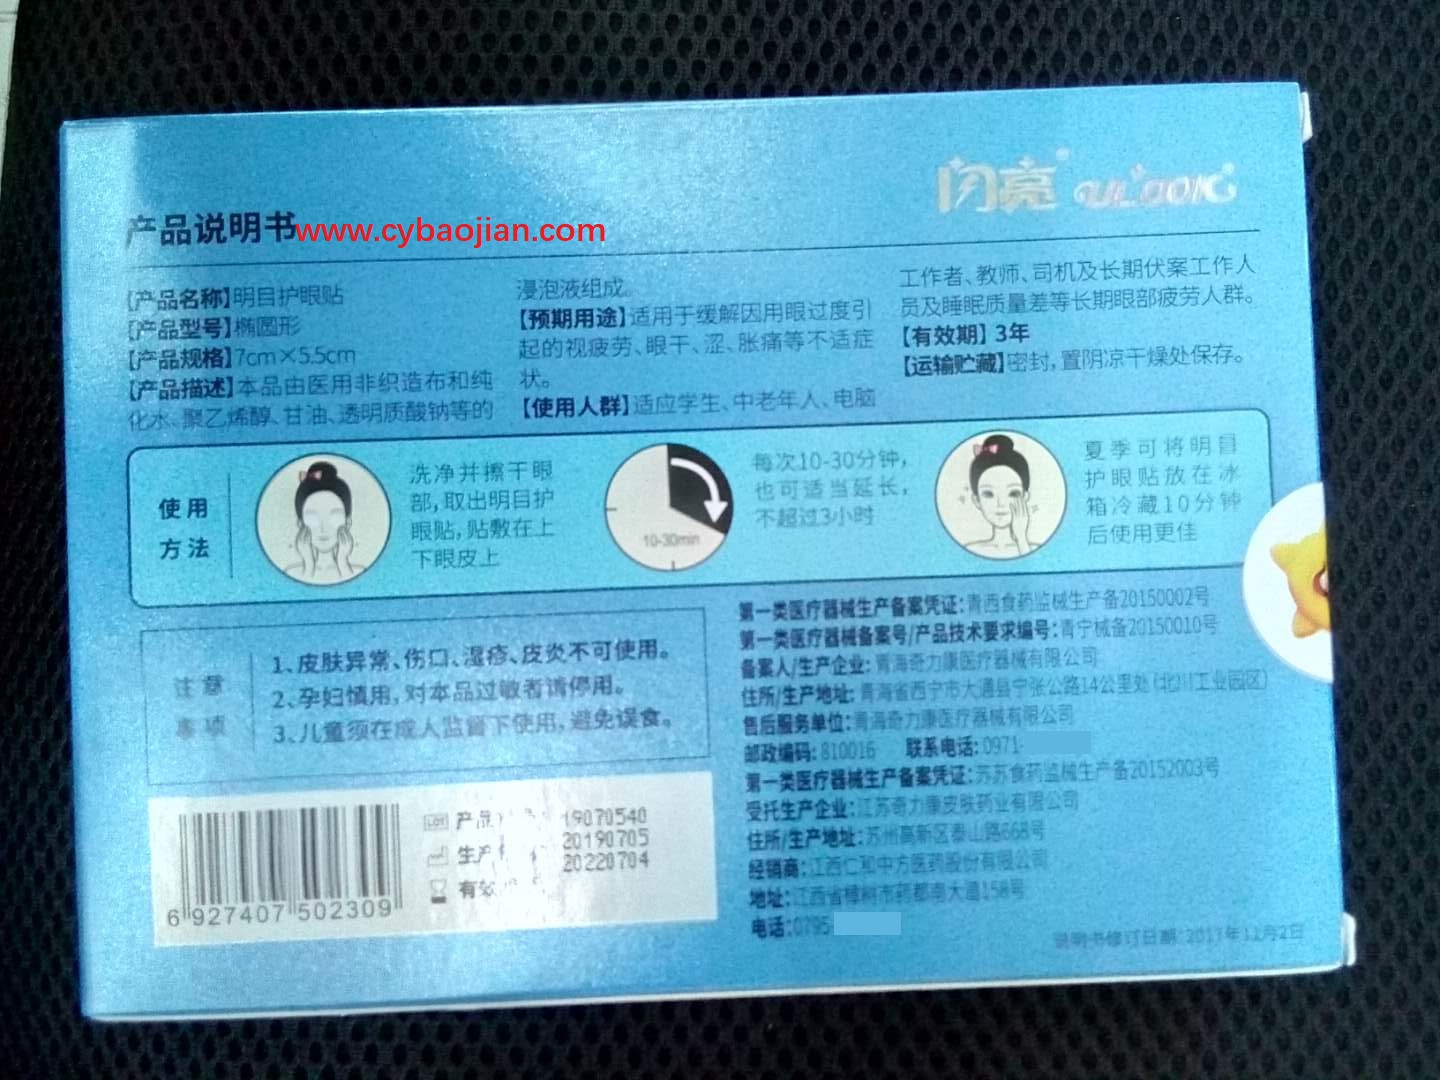 闪亮
产品说明书www.cybaojian.com
【产品名称】明目护眼贴
【产品型号】椭圆形
【产品规格】7cm×5.5cm
【产品描述】本品由医用非织造布和纯
化水、聚乙烯醇、甘油、透明质酸钠等的
浸泡液组成。
【预期用途】适用于缓解因用眼过度引
起的视疲劳、眼干、涩、胀痛等不适症
状。
【使用人群】适应学生、中老年人、电脑
工作者、教师、司机及长期伏案工作人
员及睡眠质量差等长期眼部疲劳人群。
【有效期】3年
【运输贮藏】密封,置阴凉干燥处保存。
使用
方法
洗净并擦干眼
部,取出明目护
眼贴,贴敷在上
下眼皮上
10-30min
每次10-30分钟,
也可适当延长,
不超过3小时
夏季可将明目
护眼贴放在冰
箱冷藏10分钟
后使用更佳
注意
事项
1、皮肤异常、伤口、湿疹、皮炎不可使用。
2、孕妇慎用,对本品过敏者请停用。
3、儿童须在成人监督下使用,避免误食。
第一类医疗器械生产备案凭证:青西食药监械生产备20150002号
第一类医疗器械备案号/产品技术要求编号:青宁械备20150010号
备案人/生产企业:青海奇力康医疗器械有限公司
住所/生产地址:青海省西宁市大通县宁张公路14公里处(北川工业园区)
售后服务单位:青海奇力康医疗器械有限公司
邮政编码:810016 联系电话:0971-
第一类医疗器械生产备案凭证:苏苏食药监械生产备20152003号
受托生产企业:江苏奇力康皮肤药业有限公司
住所/生产地址:苏州高新区泰山路668号
经销商:江西仁和中方医药股份有限公司
地址:江西省樟树市药都南大道158号
电话:0795
说明书修订日期:2017年11月2日
LOT 产品 19070540
生产 20190705
有效 20220704
6 927407 502309